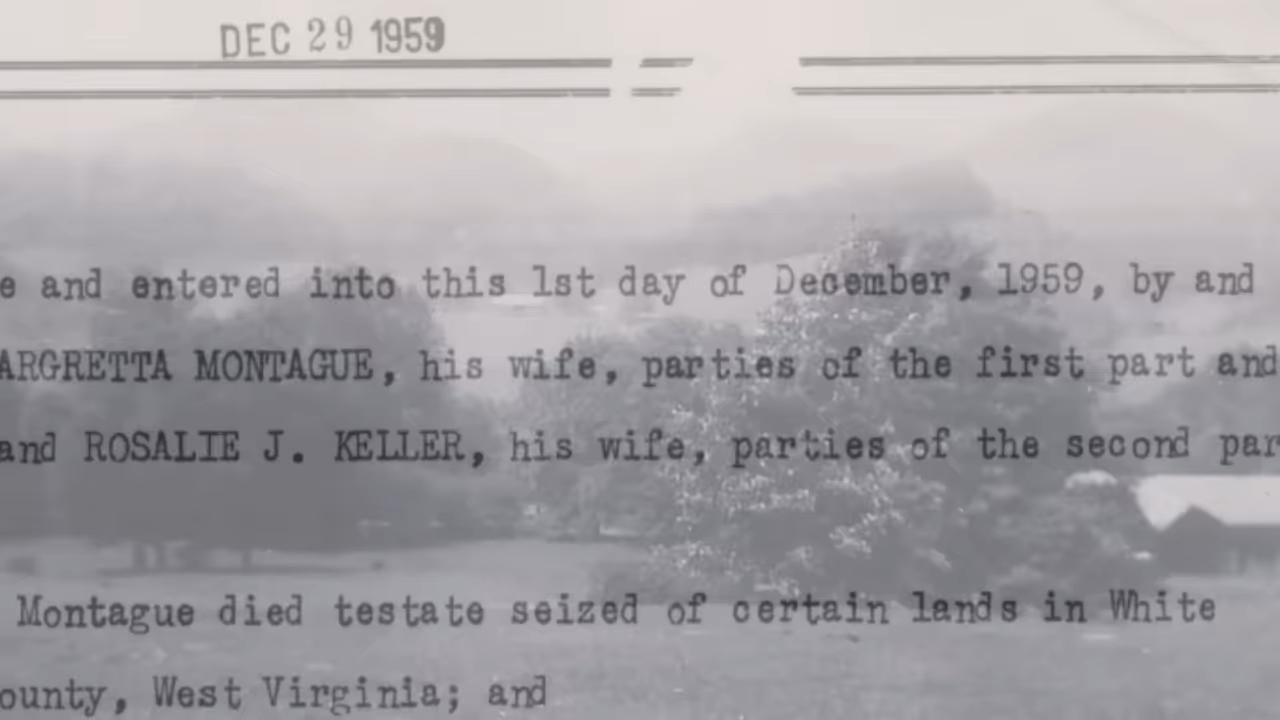 DEC 29 1959
e and entered into this 1st day of December, 1959, by and
ARGRETTA MONTAGUE, his wife, parties of the first part and
and ROSALIE J. KELLER, his wife, parties of the second par
Montague died testate seized of certain lands in White
ounty, West Virginia; and